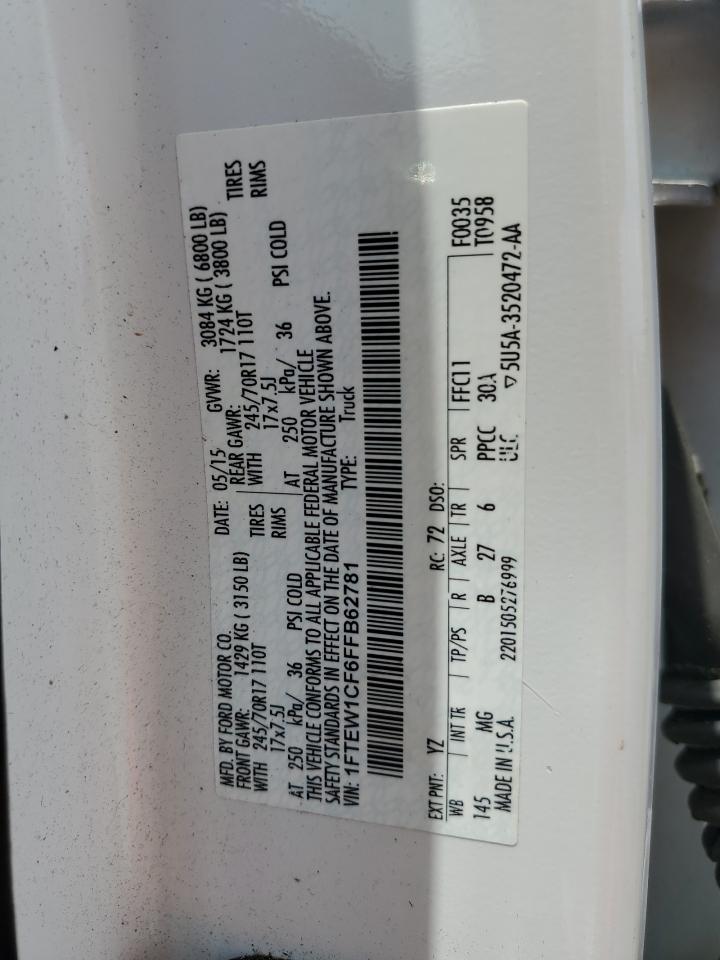 MFD. BY FORD MOTOR CO. DATE: 05/15 GVWR: 3084 KG ( 6800 LB)
FRONT GAWR: 1429 KG ( 3150 LB) REAR GAWR: 1724 KG ( 3800 LB)
WITH 245/70R17 110T TIRES WITH 245/70R17 110T TIRES
17x7.5J RIMS 17x7.5J RIMS
AT 250 kPa/ 36 PSI COLD AT 250 kPa/ 36 PSI COLD
THIS VEHICLE CONFORMS TO ALL APPLICABLE FEDERAL MOTOR VEHICLE
SAFETY STANDARDS IN EFFECT ON THE DATE OF MANUFACTURE SHOWN ABOVE.
VIN: 1FTEW1CF6FFB62781 TYPE: Truck
EXT PNT: YZ RC: 72 DSO: F0035
WB INT TR TP/PS R AXLE TR SPR FFC11 T0958
145 MG B 27 6 PPCC 30A
MADE IN U.S.A. 2201505276999 ULC ▽5U5A-3520472-AA